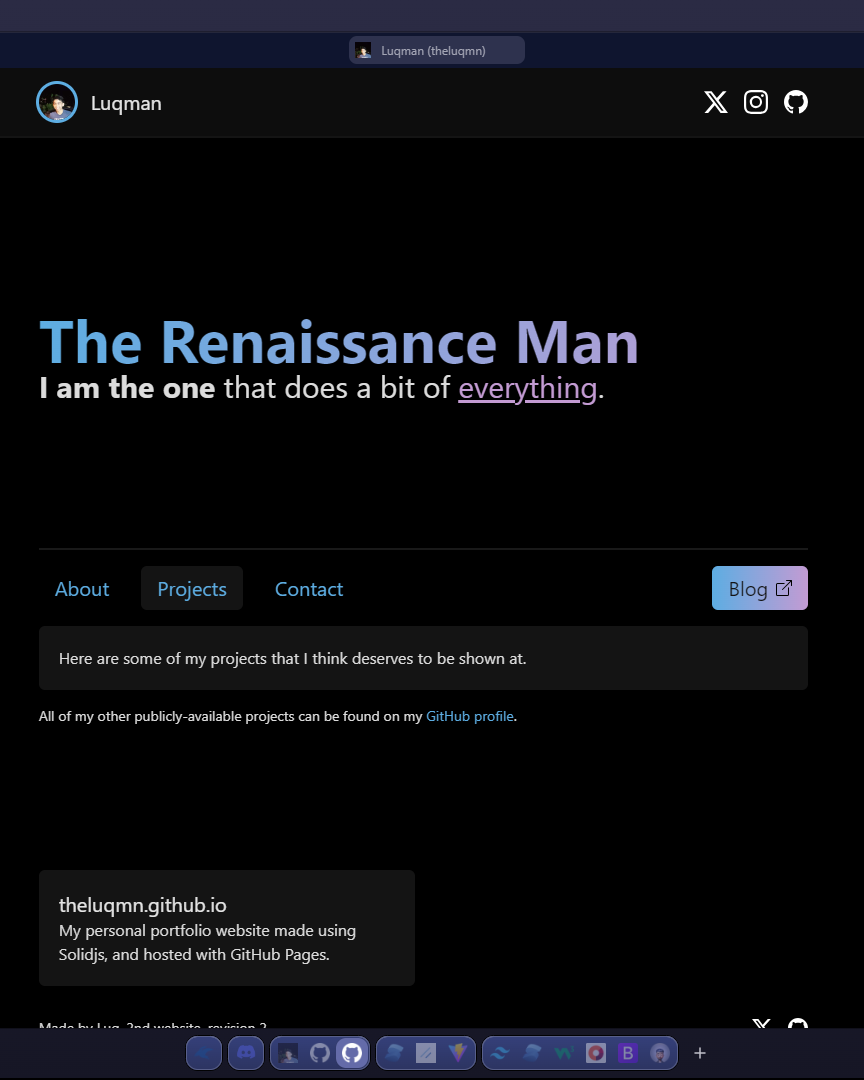 Luqman (theluqmn)
Luqman
The Renaissance Man
I am the one that does a bit of everything.
About Projects Contact Blog
Here are some of my projects that I think deserves to be shown at.
All of my other publicly-available projects can be found on my GitHub profile.
theluqmn.github.io
My personal portfolio website made using
Solidjs, and hosted with GitHub Pages.
Made by Luq. 2nd website, revision 2.
B